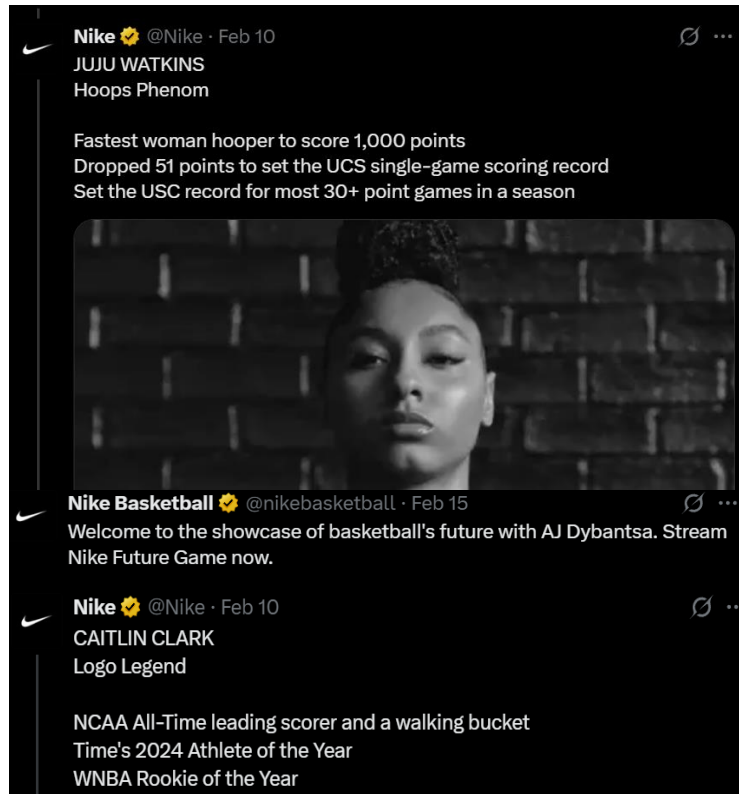 Nike @Nike · Feb 10
JUJU WATKINS
Hoops Phenom
Fastest woman hooper to score 1,000 points
Dropped 51 points to set the UCS single-game scoring record
Set the USC record for most 30+ point games in a season
Nike Basketball @nikebasketball · Feb 15
Welcome to the showcase of basketball's future with AJ Dybantsa. Stream
Nike Future Game now.
Nike @Nike · Feb 10
CAITLIN CLARK
Logo Legend
NCAA All-Time leading scorer and a walking bucket
Time's 2024 Athlete of the Year
WNBA Rookie of the Year